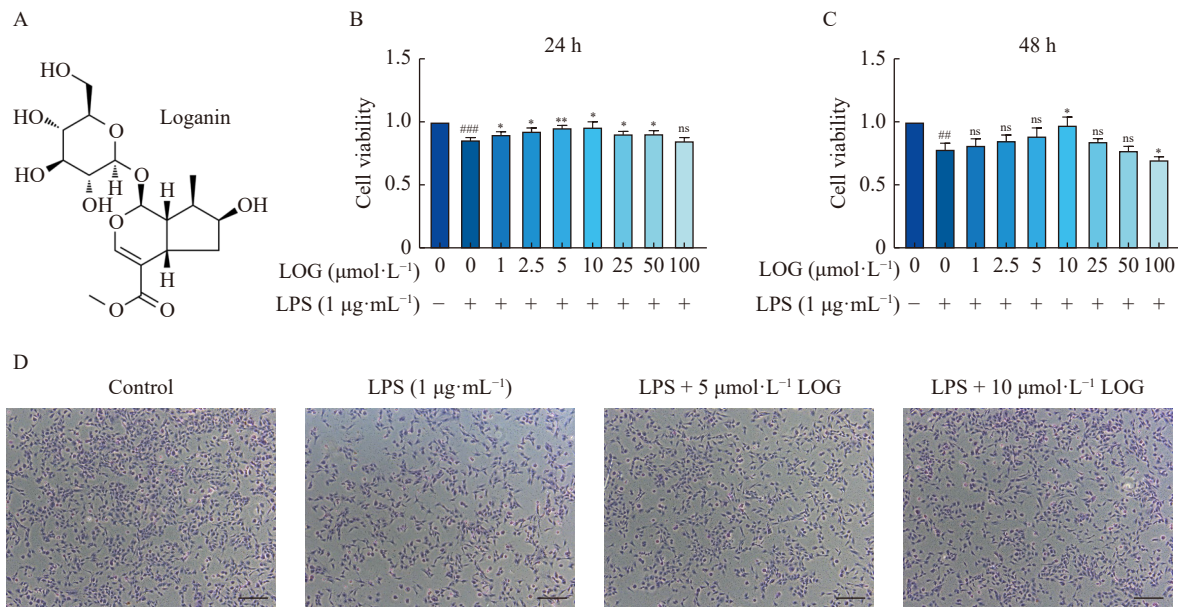 A
HO
HO
O
Loganin
HO
OH
H
O
H
OH
O
H
O
O
B
24 h
Cell viability
1.5
1.0
0.5
0
###
*
*
**
*
*
*
ns
LOG (μmol·L⁻¹) 0 0 1 2.5 5 10 25 50 100
LPS (1 μg·mL⁻¹) − + + + + + + + +
C
48 h
Cell viability
1.5
1.0
0.5
0
##
ns
ns
ns
*
ns
ns
*
LOG (μmol·L⁻¹) 0 0 1 2.5 5 10 25 50 100
LPS (1 μg·mL⁻¹) − + + + + + + + +
D
Control
LPS (1 μg·mL⁻¹)
LPS + 5 μmol·L⁻¹ LOG
LPS + 10 μmol·L⁻¹ LOG